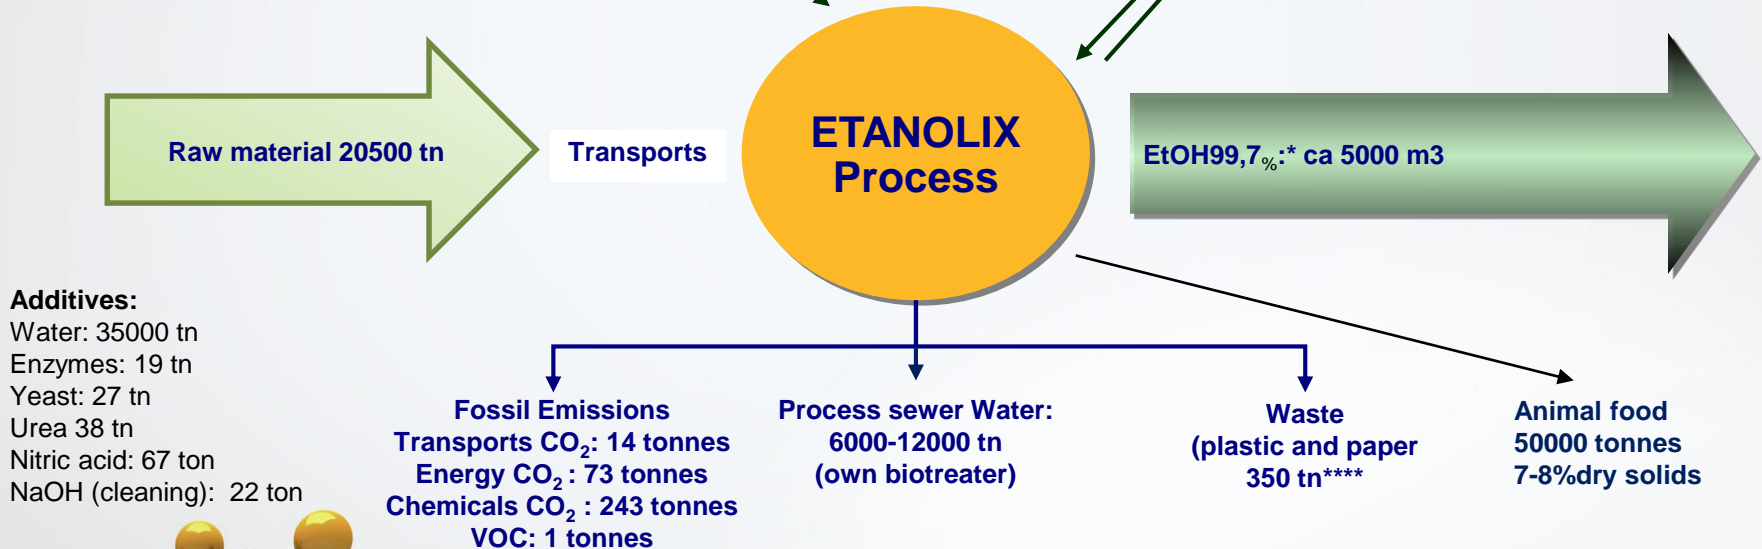 Raw material 20500 tn
Transports
ETANOLIX
Process
EtOH99,7%:* ca 5000 m3
Additives:
Water: 35000 tn
Enzymes: 19 tn
Yeast: 27 tn
Urea 38 tn
Nitric acid: 67 ton
NaOH (cleaning): 22 ton
Fossil Emissions
Transports CO2: 14 tonnes
Energy CO2 : 73 tonnes
Chemicals CO2 : 243 tonnes
VOC: 1 tonnes
Process sewer Water:
6000-12000 tn
(own biotreater)
Waste
(plastic and paper
350 tn****
Animal food
50000 tonnes
7-8%dry solids